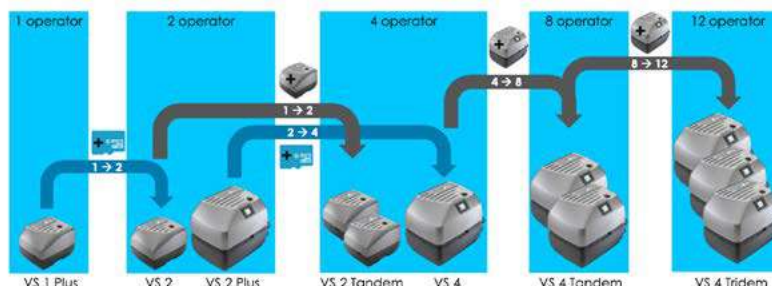 1 operator
2 operator
4 operator
8 operator
12 operator
4 → 8
8 → 12
1 → 2
2 → 4
1 → 2
VS 1 Plus
VS 2
VS 2 Plus
VS 2 Tandem
VS 4
VS 4 Tandem
VS 4 Tridem